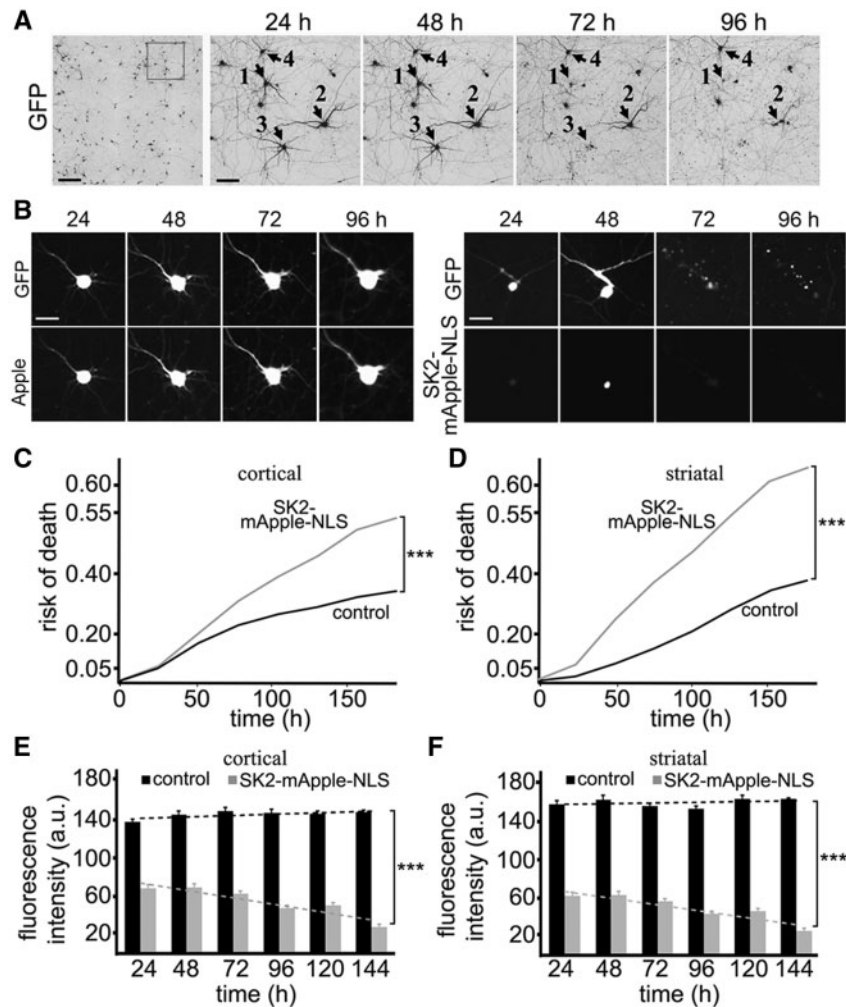 A
24 h 48 h 72 h 96 h
GFP
1 2 3 4
1 2 3 4
1 2 3 4
1 2 4
B
24 48 72 96 h
GFP
Apple
24 48 72 96 h
GFP
SK2-
mApple-NLS
C
cortical
SK2-
mApple-NLS
***
control
risk of death
0.60
0.55
0.40
0.20
0.05
0 50 100 150
time (h)
D
striatal
SK2-
mApple-NLS
***
control
risk of death
0.60
0.55
0.40
0.20
0.05
0 50 100 150
time (h)
E
cortical
control SK2-mApple-NLS
***
fluorescence
intensity (a.u.)
180
140
100
60
20
24 48 72 96 120 144
time (h)
F
striatal
control SK2-mApple-NLS
***
fluorescence
intensity (a.u.)
180
140
100
60
20
24 48 72 96 120 144
time (h)